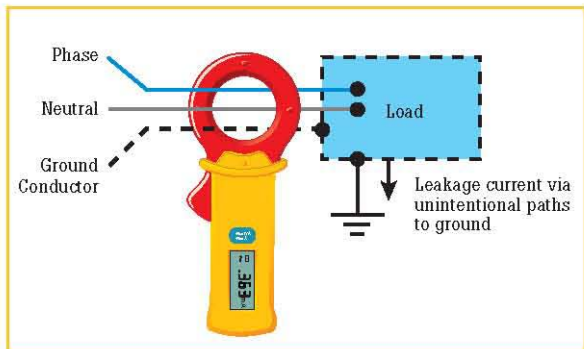 Phase
Neutral
Load
Ground
Conductor
Leakage current via
unintentional paths
to ground